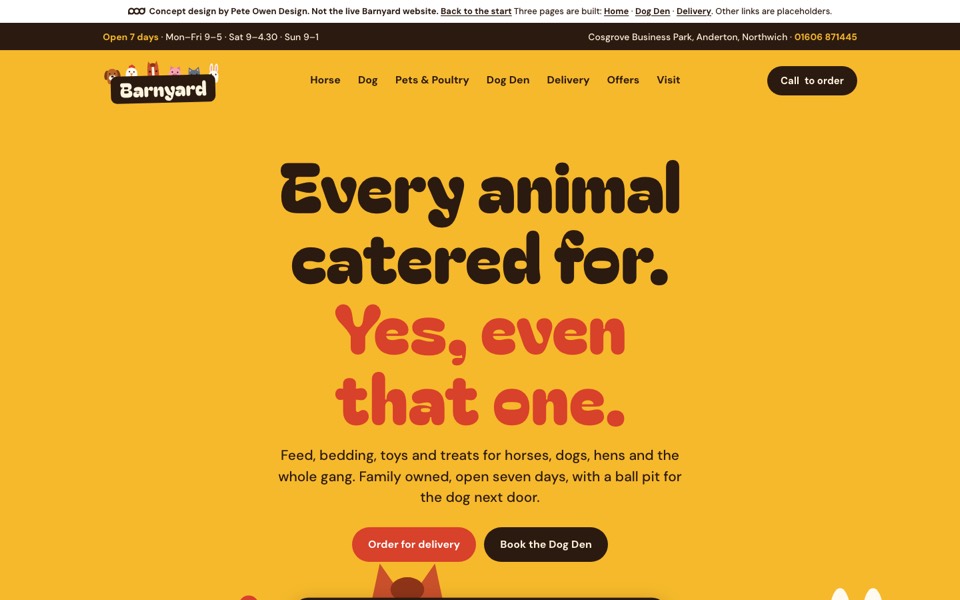 Concept design by Pete Owen Design. Not the live Barnyard website. Back to the start Three pages are built: Home · Dog Den · Delivery. Other links are placeholders.
Open 7 days · Mon–Fri 9–5 · Sat 9–4.30 · Sun 9–1
Cosgrove Business Park, Anderton, Northwich · 01606 871445
Barnyard
Horse Dog Pets & Poultry Dog Den Delivery Offers Visit
Call to order
Every animal
catered for.
Yes, even
that one.
Feed, bedding, toys and treats for horses, dogs, hens and the
whole gang. Family owned, open seven days, with a ball pit for
the dog next door.
Order for delivery
Book the Dog Den